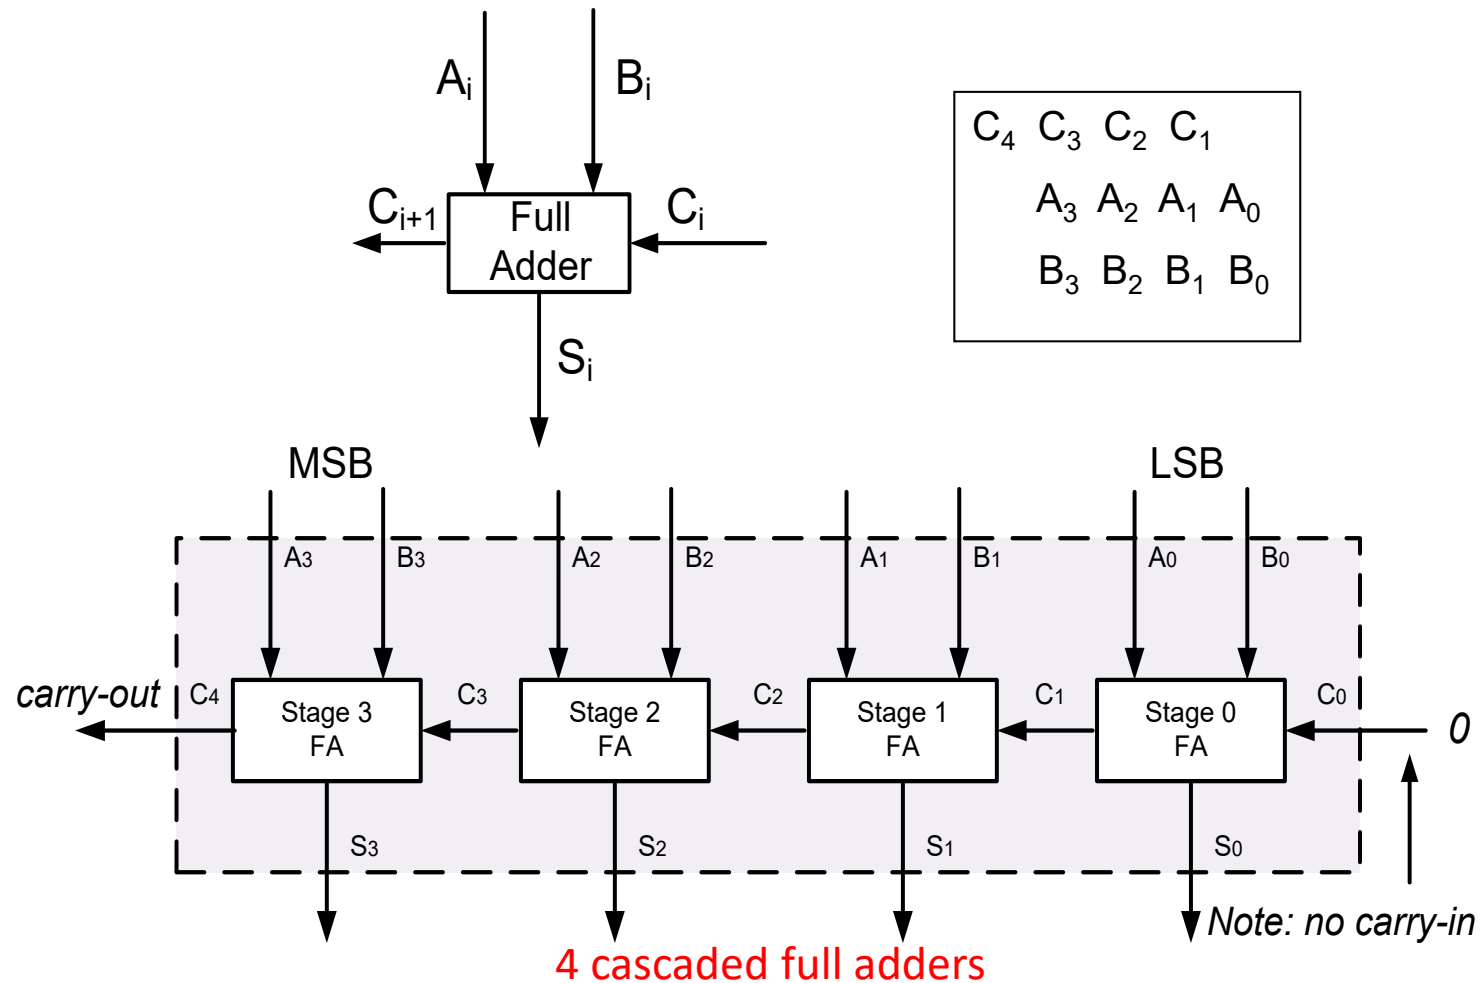 Aᵢ Bᵢ
Cᵢ₊₁ Full Adder Cᵢ
Sᵢ
C₄ C₃ C₂ C₁
A₃ A₂ A₁ A₀
B₃ B₂ B₁ B₀
MSB LSB
A3 B3 A2 B2 A1 B1 A0 B0
carry-out C4 Stage 3 FA C3 Stage 2 FA C2 Stage 1 FA C1 Stage 0 FA C0 0
S3 S2 S1 S0
Note: no carry-in
4 cascaded full adders